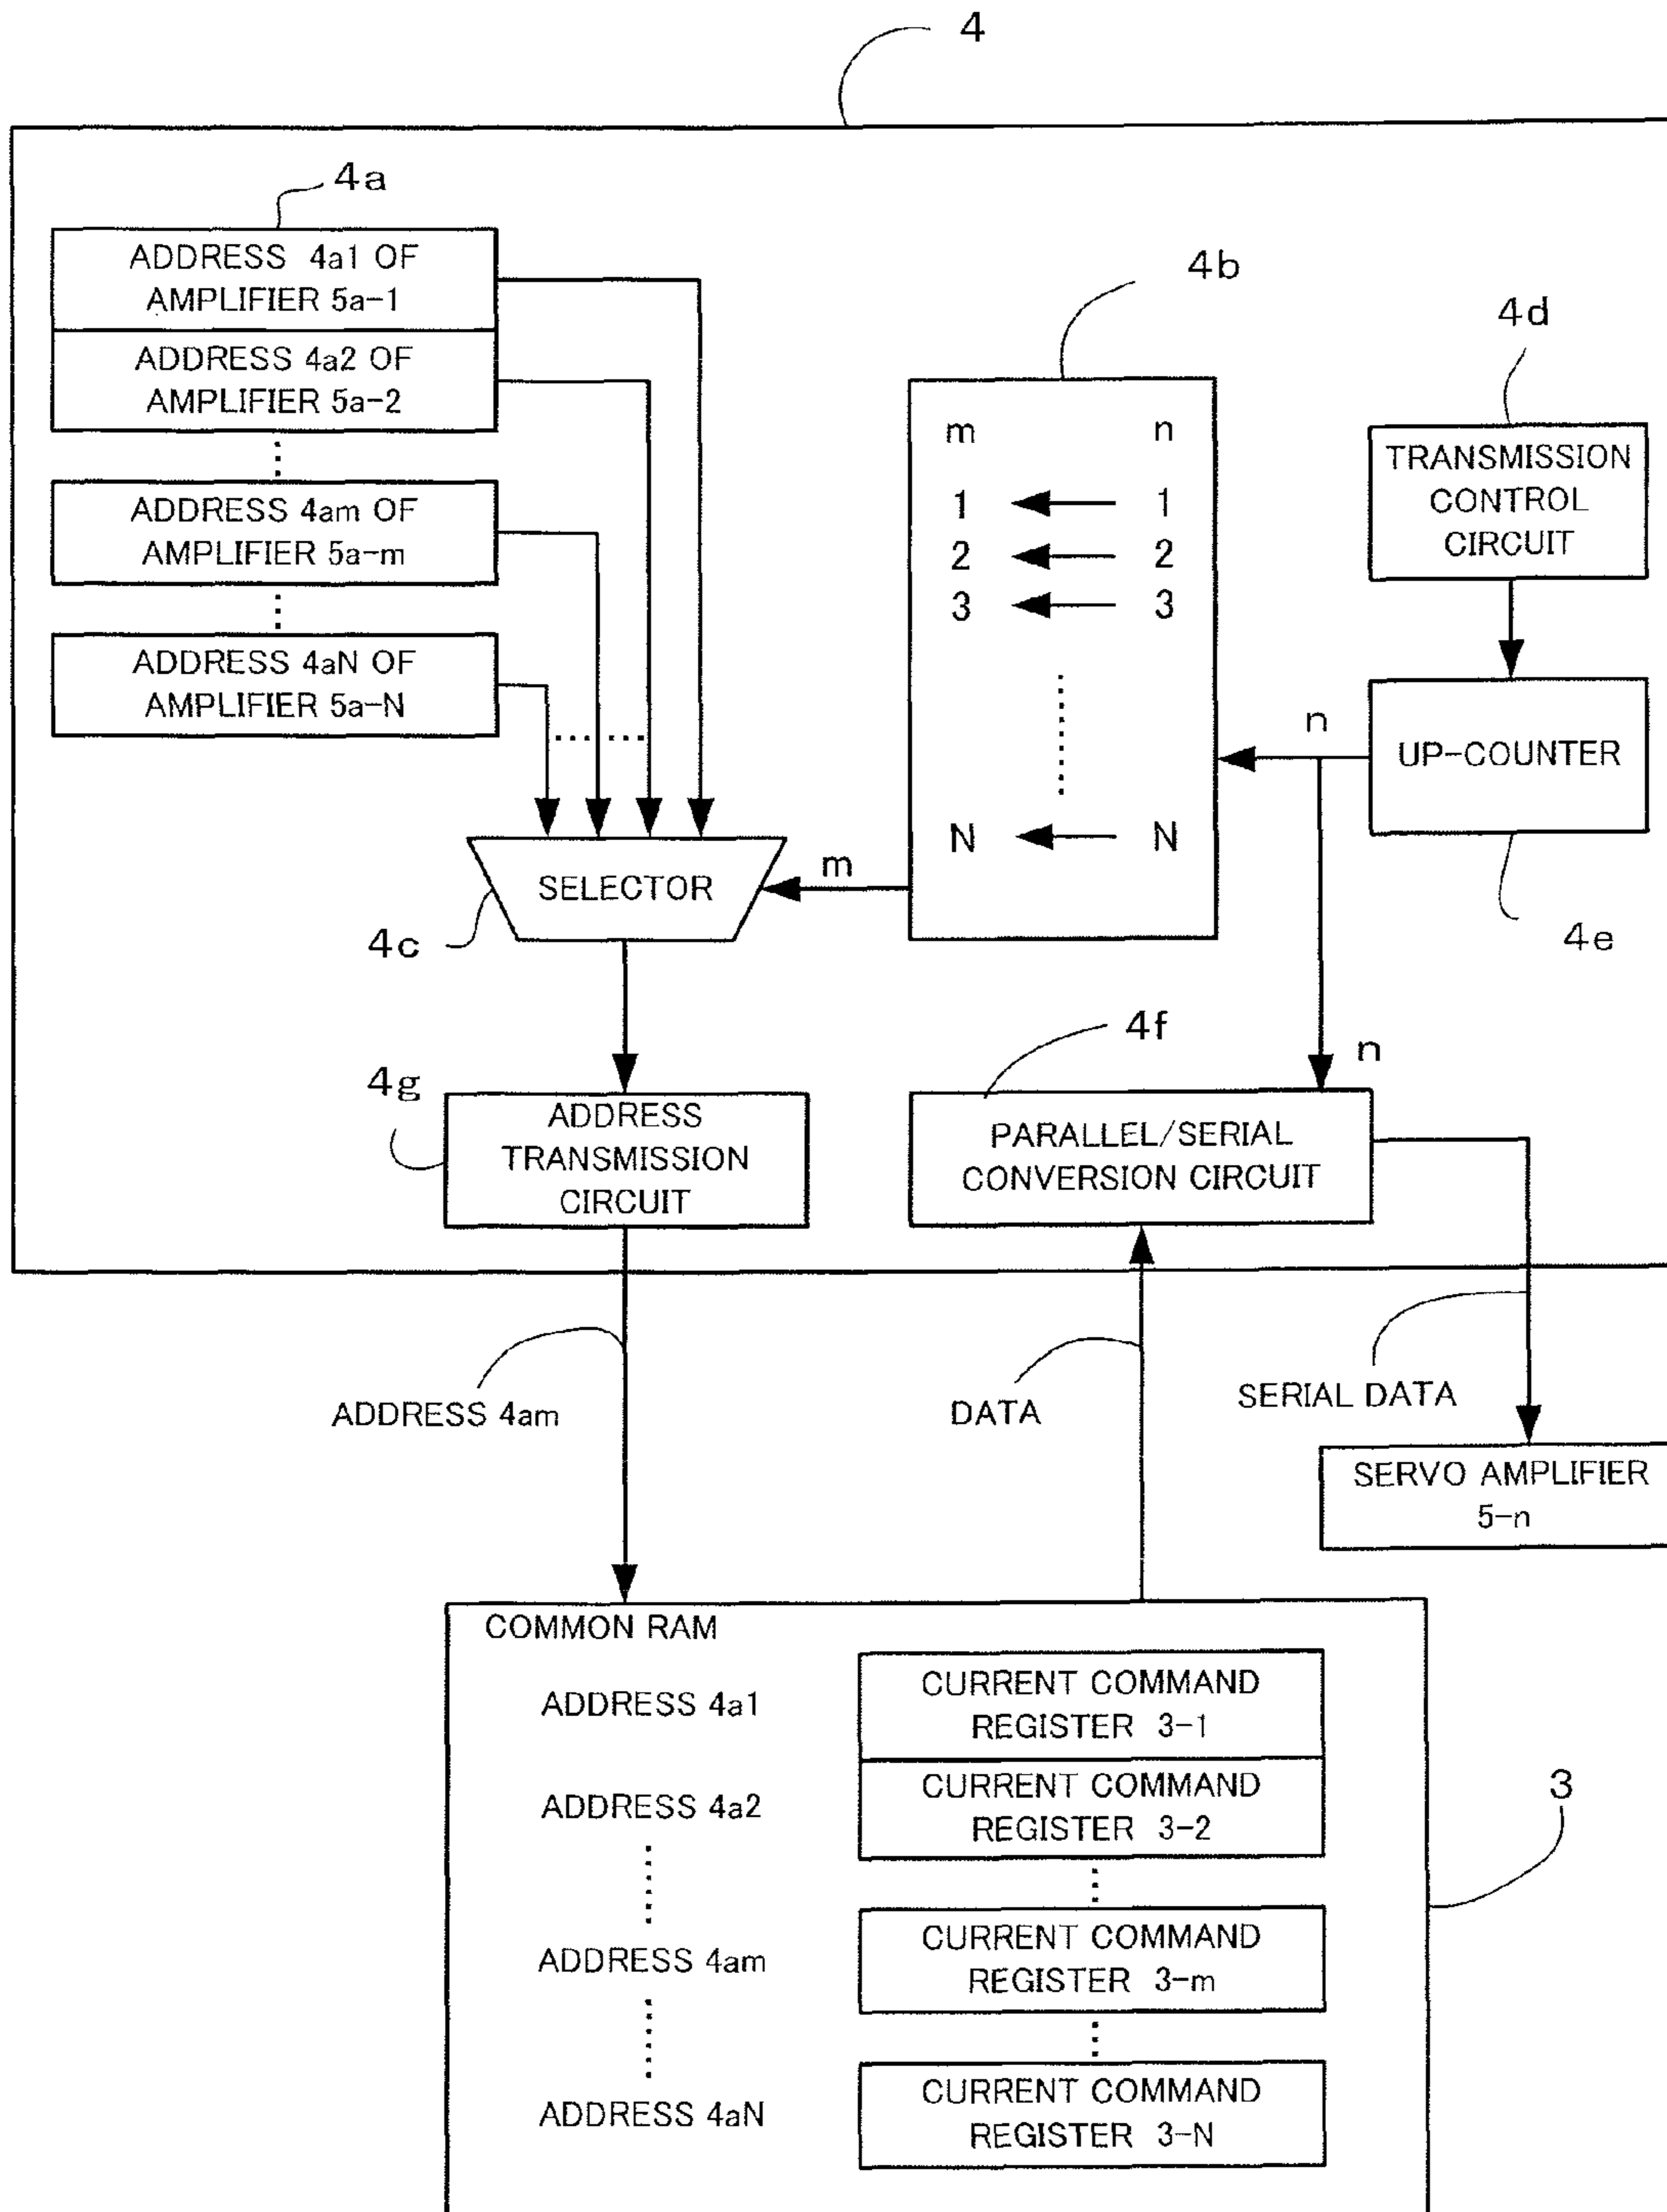 4
4a
ADDRESS 4a1 OF
AMPLIFIER 5a-1
ADDRESS 4a2 OF
AMPLIFIER 5a-2
ADDRESS 4am OF
AMPLIFIER 5a-m
ADDRESS 4aN OF
AMPLIFIER 5a-N
4b
m n
1 1
2 2
3 3
N N
4d
TRANSMISSION
CONTROL
CIRCUIT
n
UP-COUNTER
4e
m
SELECTOR
4c
4g
ADDRESS
TRANSMISSION
CIRCUIT
4f
n
PARALLEL/SERIAL
CONVERSION CIRCUIT
ADDRESS 4am
DATA
SERIAL DATA
SERVO AMPLIFIER
5-n
COMMON RAM
ADDRESS 4a1
CURRENT COMMAND
REGISTER 3-1
ADDRESS 4a2
CURRENT COMMAND
REGISTER 3-2
3
ADDRESS 4am
CURRENT COMMAND
REGISTER 3-m
ADDRESS 4aN
CURRENT COMMAND
REGISTER 3-N